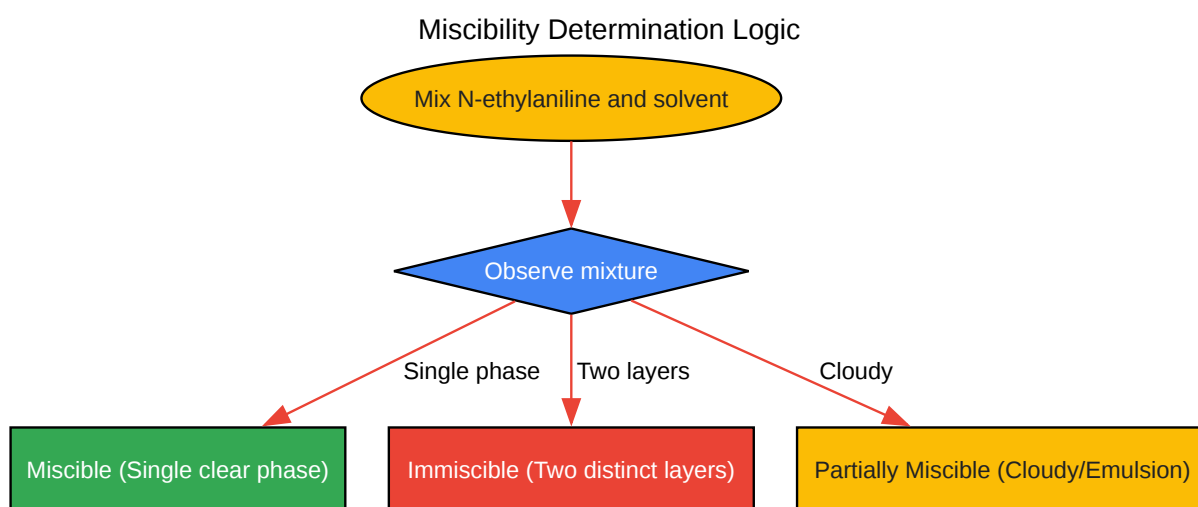 Miscibility Determination Logic
Mix N-ethylaniline and solvent
Observe mixture
Single phase
Two layers
Cloudy
Miscible (Single clear phase)
Immiscible (Two distinct layers)
Partially Miscible (Cloudy/Emulsion)